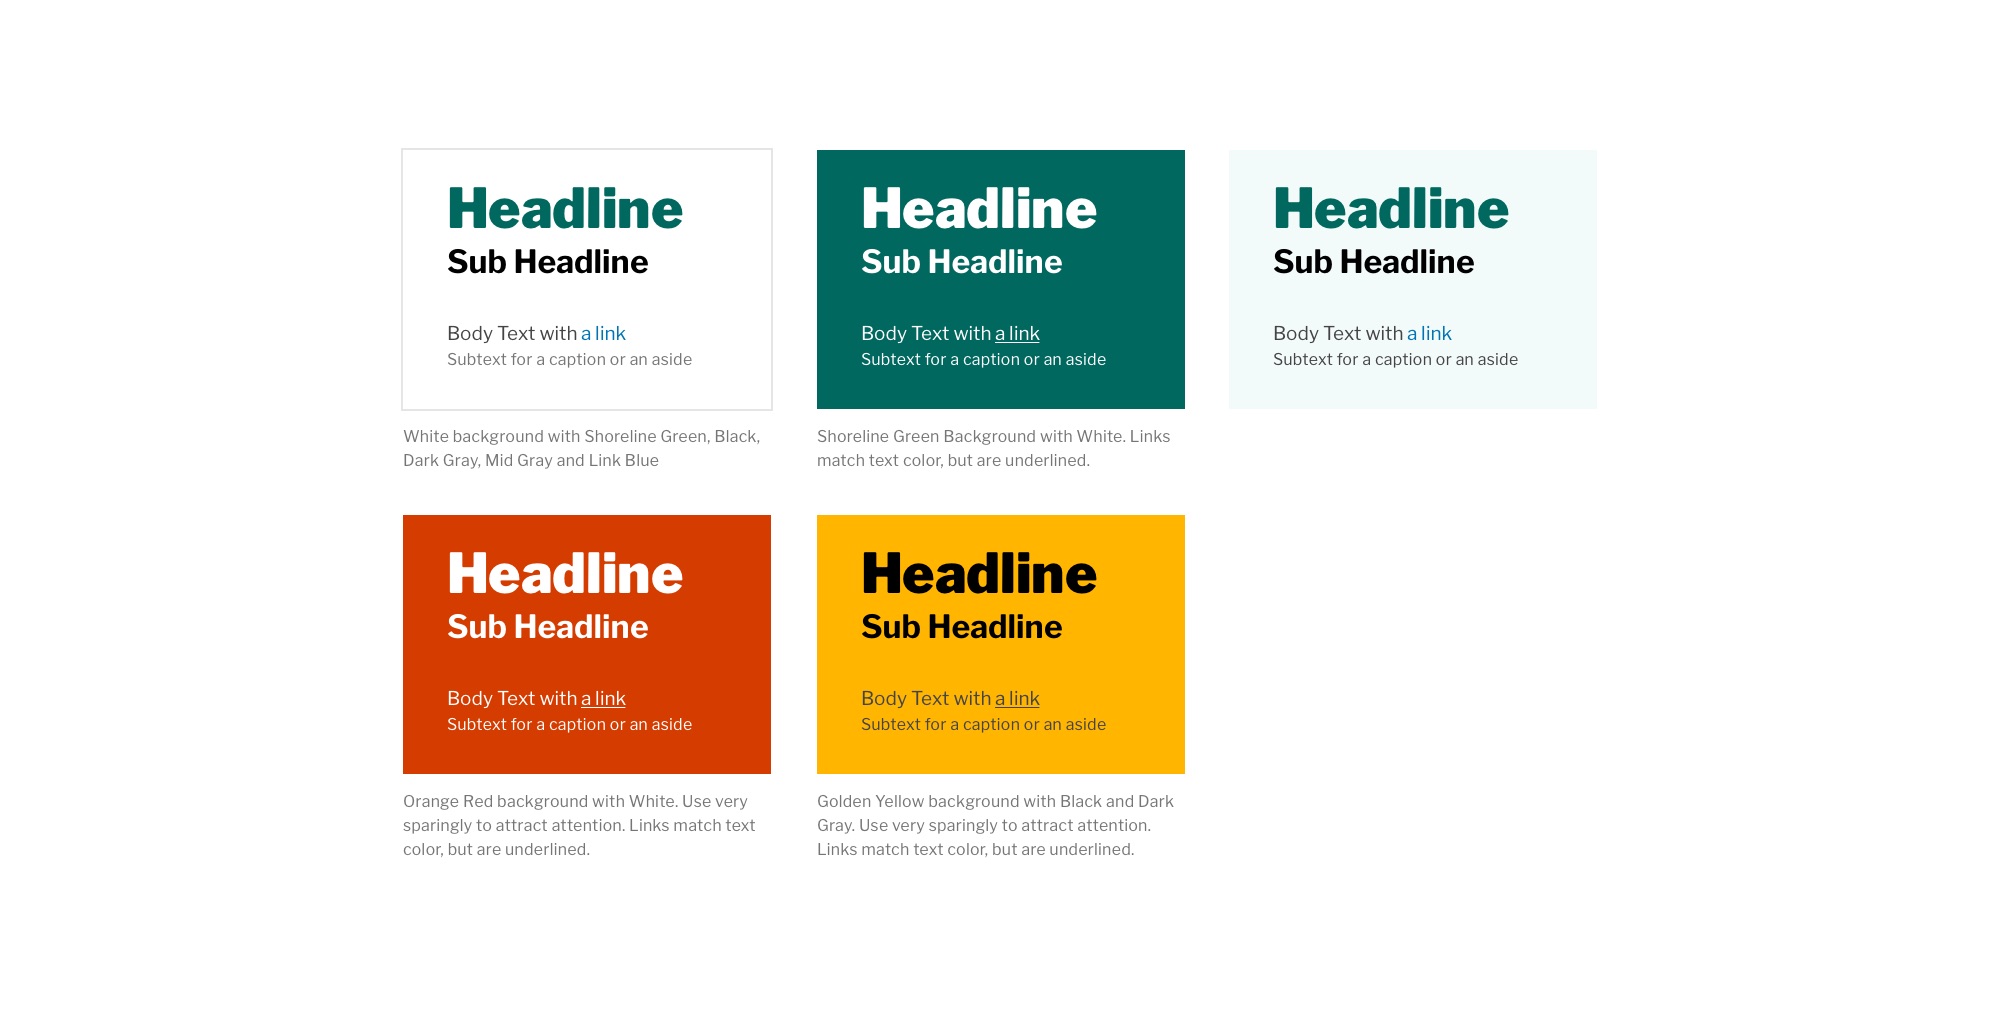 Headline
Sub Headline
Body Text with a link
Subtext for a caption or an aside
White background with Shoreline Green, Black,
Dark Gray, Mid Gray and Link Blue
Headline
Sub Headline
Body Text with a link
Subtext for a caption or an aside
Shoreline Green Background with White. Links
match text color, but are underlined.
Headline
Sub Headline
Body Text with a link
Subtext for a caption or an aside
Headline
Sub Headline
Body Text with a link
Subtext for a caption or an aside
Orange Red background with White. Use very
sparingly to attract attention. Links match text
color, but are underlined.
Headline
Sub Headline
Body Text with a link
Subtext for a caption or an aside
Golden Yellow background with Black and Dark
Gray. Use very sparingly to attract attention.
Links match text color, but are underlined.